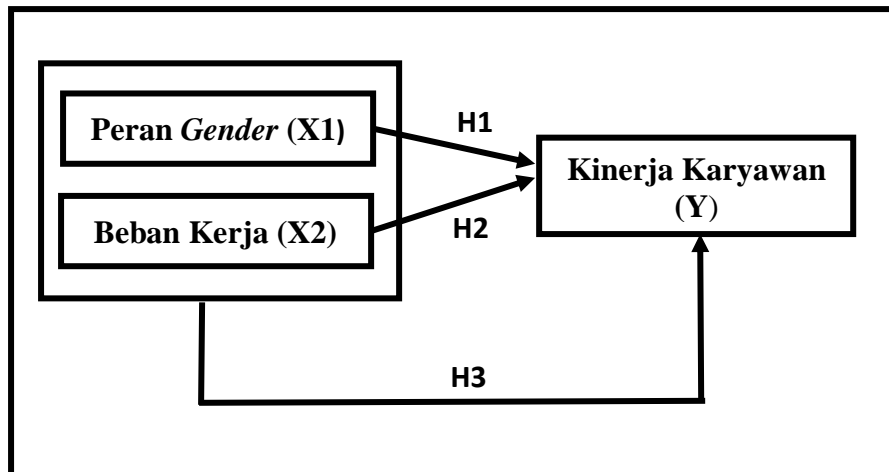 Peran Gender (X1)
H1
Kinerja Karyawan
(Y)
Beban Kerja (X2)
H2
H3